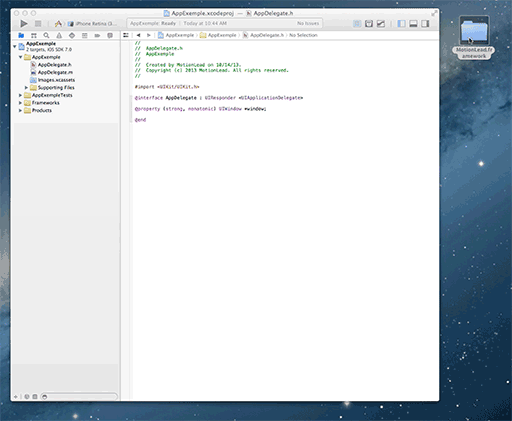 AppExemple.xcodeproj — AppDelegate.h
iPhone Retina (3
AppExemple: Ready | Today at 10:44 AM
No Issues
AppExemple
AppExemple
AppDelegate.h
No Selection
AppExemple
2 targets, iOS SDK 7.0
AppExemple
AppDelegate.h
AppDelegate.m
Images.xcassets
Supporting Files
AppExempleTests
Frameworks
Products
//
// AppDelegate.h
// AppExemple
//
// Created by MotionLead on 10/14/13.
// Copyright (c) 2013 MotionLead. All rights reserved.
//
#import <UIKit/UIKit.h>
@interface AppDelegate : UIResponder <UIApplicationDelegate>
@property (strong, nonatomic) UIWindow *window;
@end
MotionLead.fr
amework